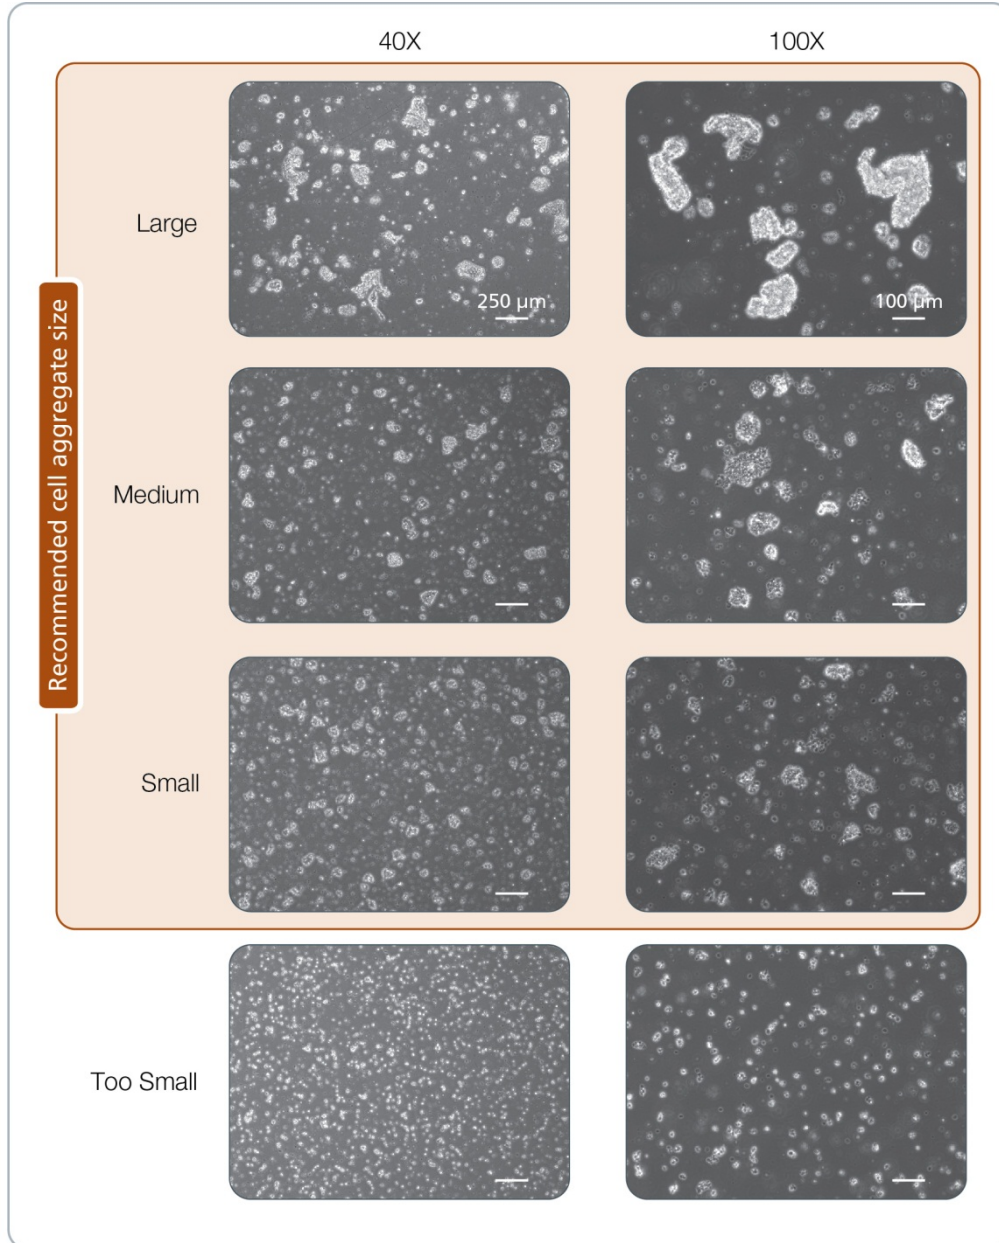 40X
100X
Recommended cell aggregate size
Large
250 µm
100 µm
Medium
Small
Too Small